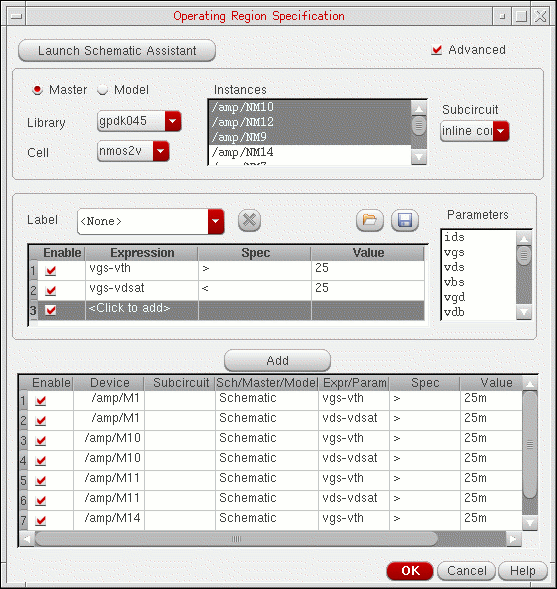 Operating Region Specification
Launch Schematic Assistant
Advanced
Master Model
Library gpdk045
Cell nmos2v
Instances
/amp/NM10
/amp/NM12
/amp/NM9
/amp/NM14
Subcircuit
inline
Label <None>
Parameters
ids
vgs
vds
vbs
vgd
vdb
Enable Expression Spec Value
1 vgs-vth > 25
2 vgs-vdsat < 25
3 <Click to add>
Add
Enable Device Subcircuit Sch/Master/Model Expr/Param Spec Value
1 /amp/M1 Schematic vgs-vth > 25m
2 /amp/M1 Schematic vds-vdsat > 25m
3 /amp/M10 Schematic vgs-vth > 25m
4 /amp/M10 Schematic vds-vdsat > 25m
5 /amp/M11 Schematic vgs-vth > 25m
6 /amp/M11 Schematic vds-vdsat > 25m
7 /amp/M14 Schematic vgs-vth > 25m
OK Cancel Help